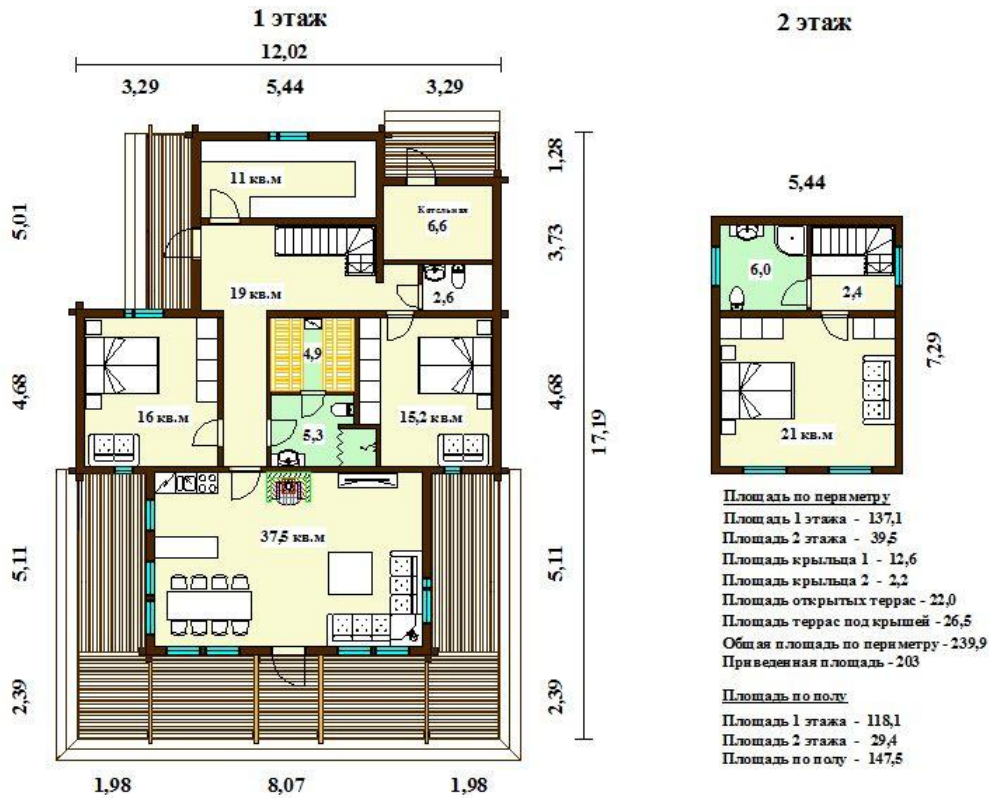 1 этаж
2 этаж
12,02
3,29
5,44
3,29
1,28
11 кв.м
5,44
Котельная
6,6
5,01
3,73
6,0
19 кв.м
2,6
2,4
4,9
7,29
4,68
4,68
16 кв.м
15,2 кв.м
17,19
5,3
21 кв.м
37,5 кв.м
5,11
5,11
2,39
2,39
1,98
8,07
1,98
Площадь по периметру
Площадь 1 этажа - 137,1
Площадь 2 этажа - 39,5
Площадь крыльца 1 - 12,6
Площадь крыльца 2 - 2,2
Площадь открытых террас - 22,0
Площадь террас под крышей - 26,5
Общая площадь по периметру - 239,9
Приведенная площадь - 203
Площадь по полу
Площадь 1 этажа - 118,1
Площадь 2 этажа - 29,4
Площадь по полу - 147,5